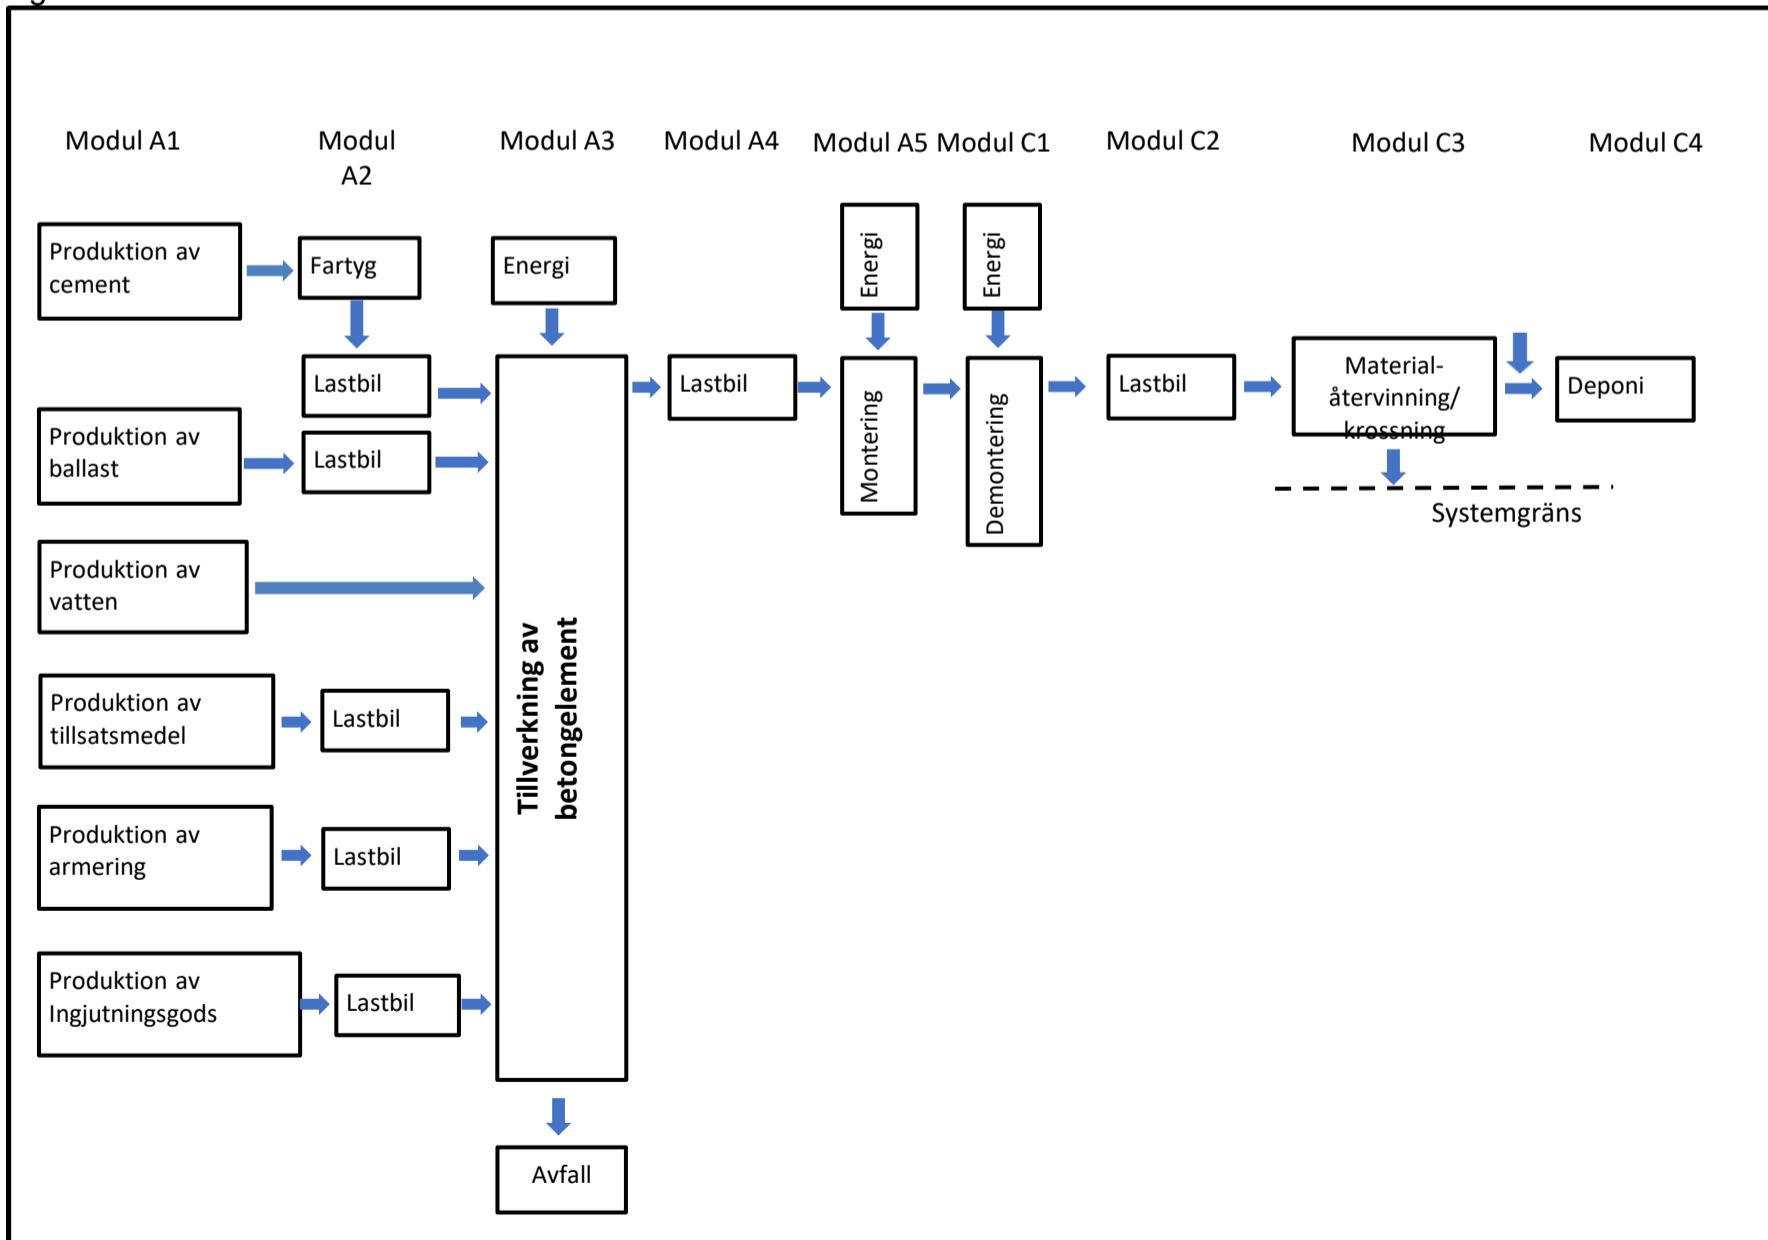 Modul A1
Modul
A2
Modul A3
Modul A4
Modul A5
Modul C1
Modul C2
Modul C3
Modul C4
Produktion av
cement
Fartyg
Energi
Energi
Energi
Lastbil
Lastbil
Montering
Demontering
Lastbil
Material-
återvinning/
krossning
Deponi
Systemgräns
Produktion av
ballast
Lastbil
Produktion av
vatten
Tillverkning av
betongelement
Produktion av
tillsatsmedel
Lastbil
Produktion av
armering
Lastbil
Produktion av
Ingjutningsgods
Lastbil
Avfall